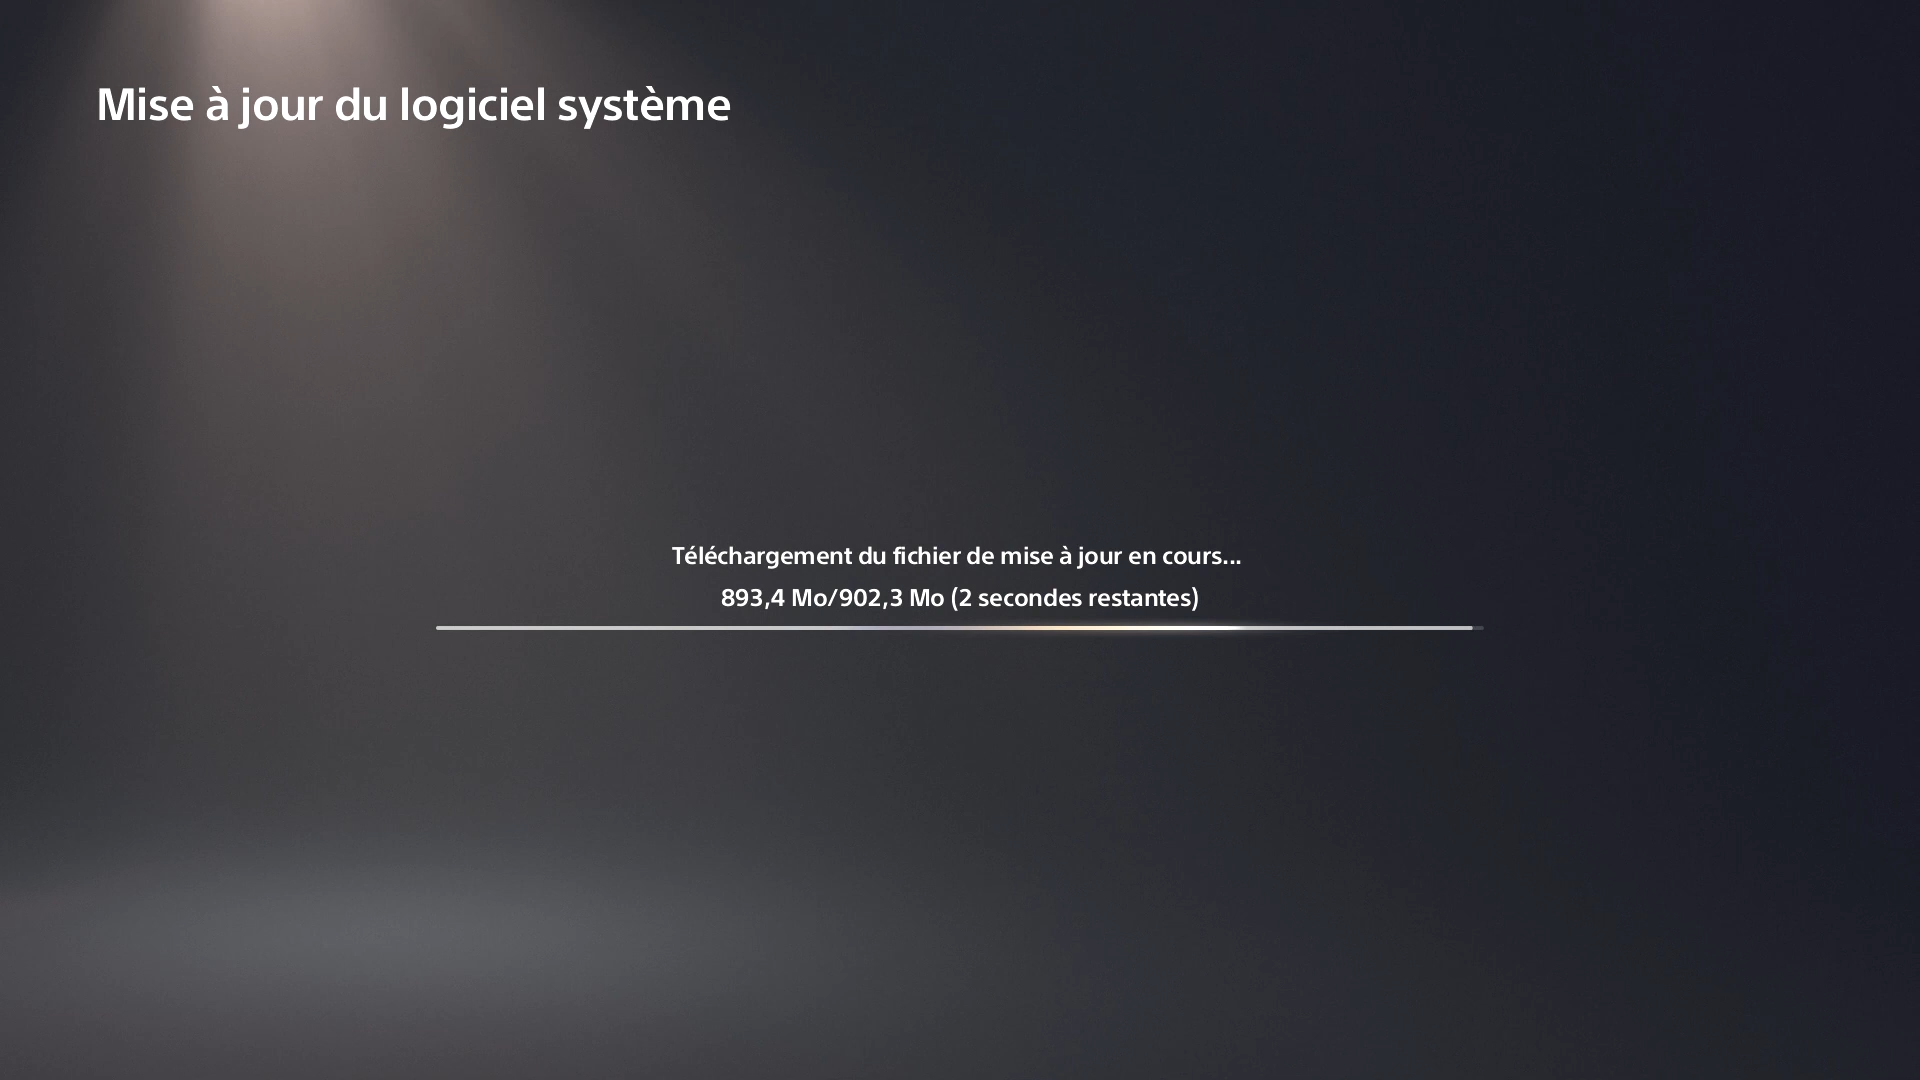 Mise à jour du logiciel système
Téléchargement du fichier de mise à jour en cours...
893,4 Mo/902,3 Mo (2 secondes restantes)